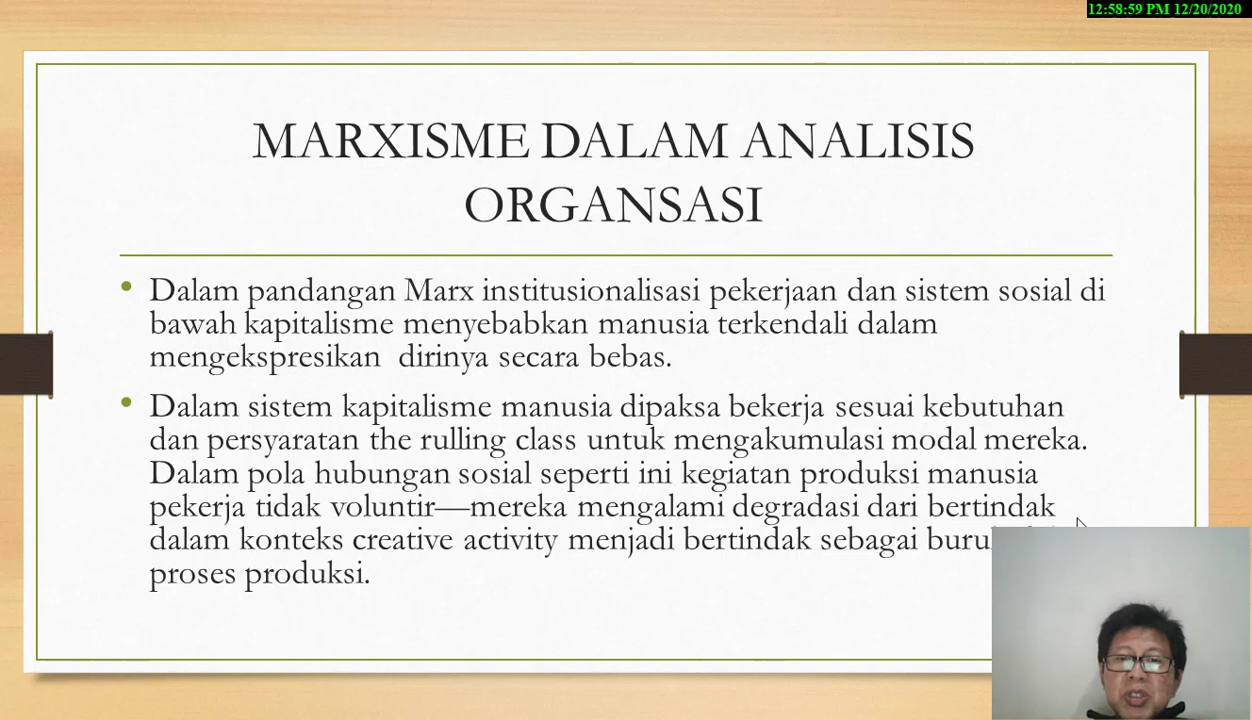 12:58:59 PM 12/20/2020
MARXISME DALAM ANALISIS
ORGANSASI
• Dalam pandangan Marx institusionalisasi pekerjaan dan sistem sosial di
bawah kapitalisme menyebabkan manusia terkendali dalam
mengekspresikan dirinya secara bebas.
• Dalam sistem kapitalisme manusia dipaksa bekerja sesuai kebutuhan
dan persyaratan the rulling class untuk mengakumulasi modal mereka.
Dalam pola hubungan sosial seperti ini kegiatan produksi manusia
pekerja tidak voluntir—mereka mengalami degradasi dari bertindak
dalam konteks creative activity menjadi bertindak sebagai
proses produksi.